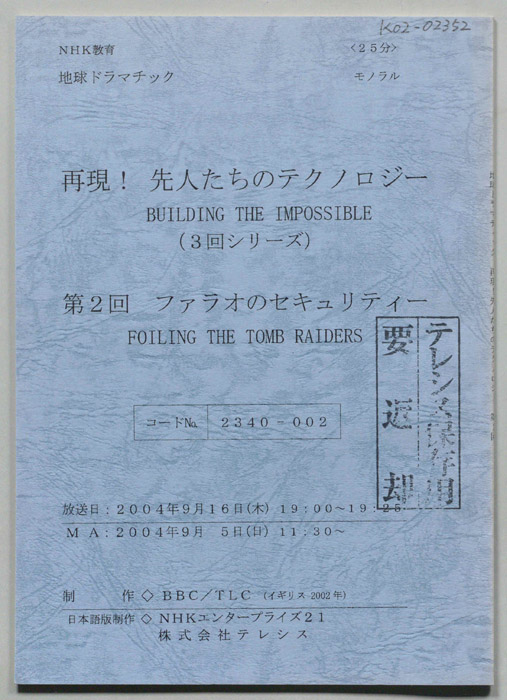 K02-02352
NHK教育 <25分>
地球ドラマチック モノラル
再現! 先人たちのテクノロジー
BUILDING THE IMPOSSIBLE
(3回シリーズ)
第2回 ファラオのセキュリティー
FOILING THE TOMB RAIDERS
テレシス保存用
要返却
コードNo. 2340-002
放送日:2004年9月16日(木) 19:00~19:25
MA:2004年9月 5日(日) 11:30~
制 作◇ BBC/TLC (イギリス 2002年)
日本語版制作◇ NHKエンタープライズ21
株式会社テレシス